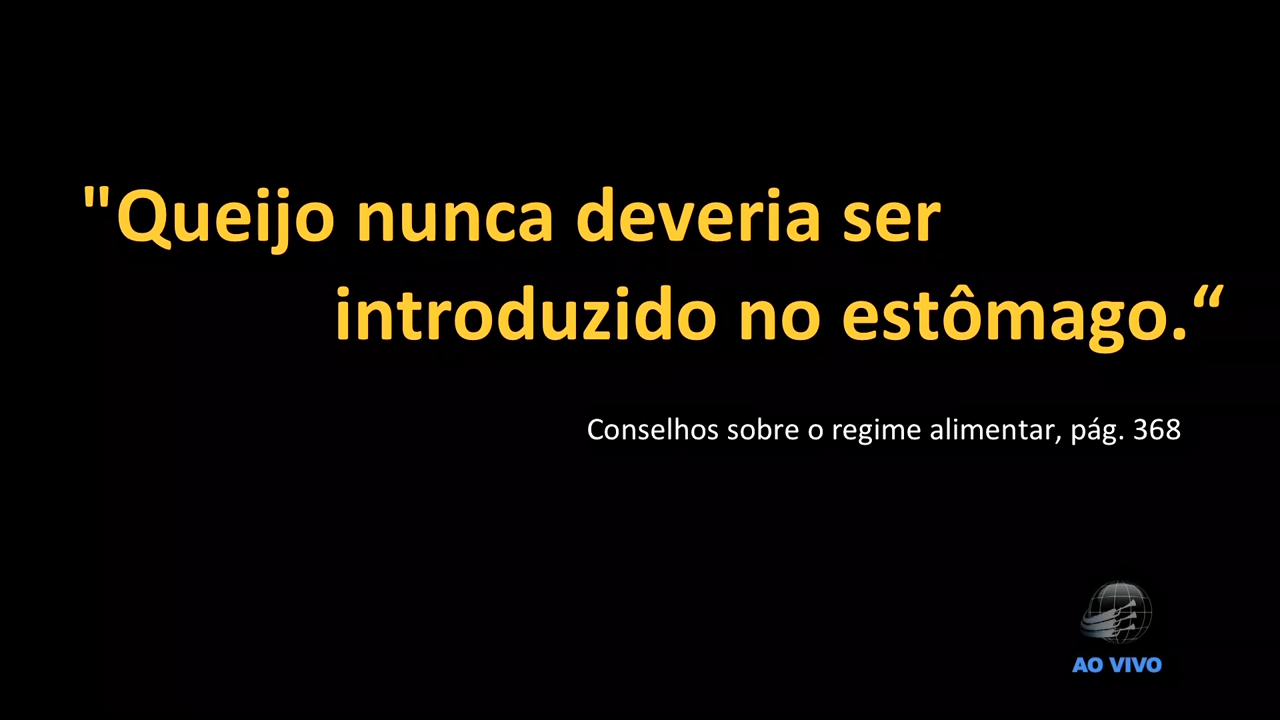 "Queijo nunca deveria ser
introduzido no estômago.“
Conselhos sobre o regime alimentar, pág. 368
AO VIVO